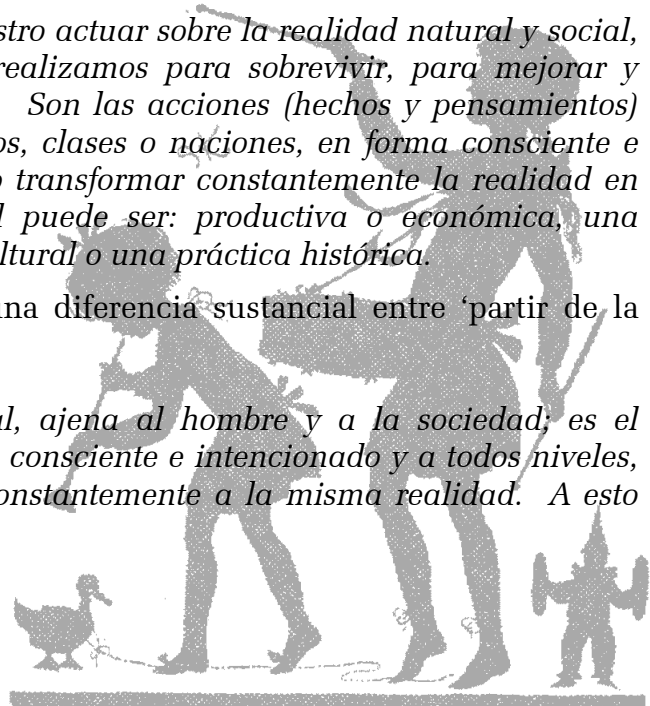 stro actuar sobre la realidad natural y social,
realizamos para sobrevivir, para mejorar y
Son las acciones (hechos y pensamientos)
os, clases o naciones, en forma consciente e
o transformar constantemente la realidad en
l puede ser: productiva o económica, una
ltural o una práctica histórica.
una diferencia sustancial entre ‘partir de la
al, ajena al hombre y a la sociedad; es el
consciente e intencionado y a todos niveles,
onstantemente a la misma realidad. A esto